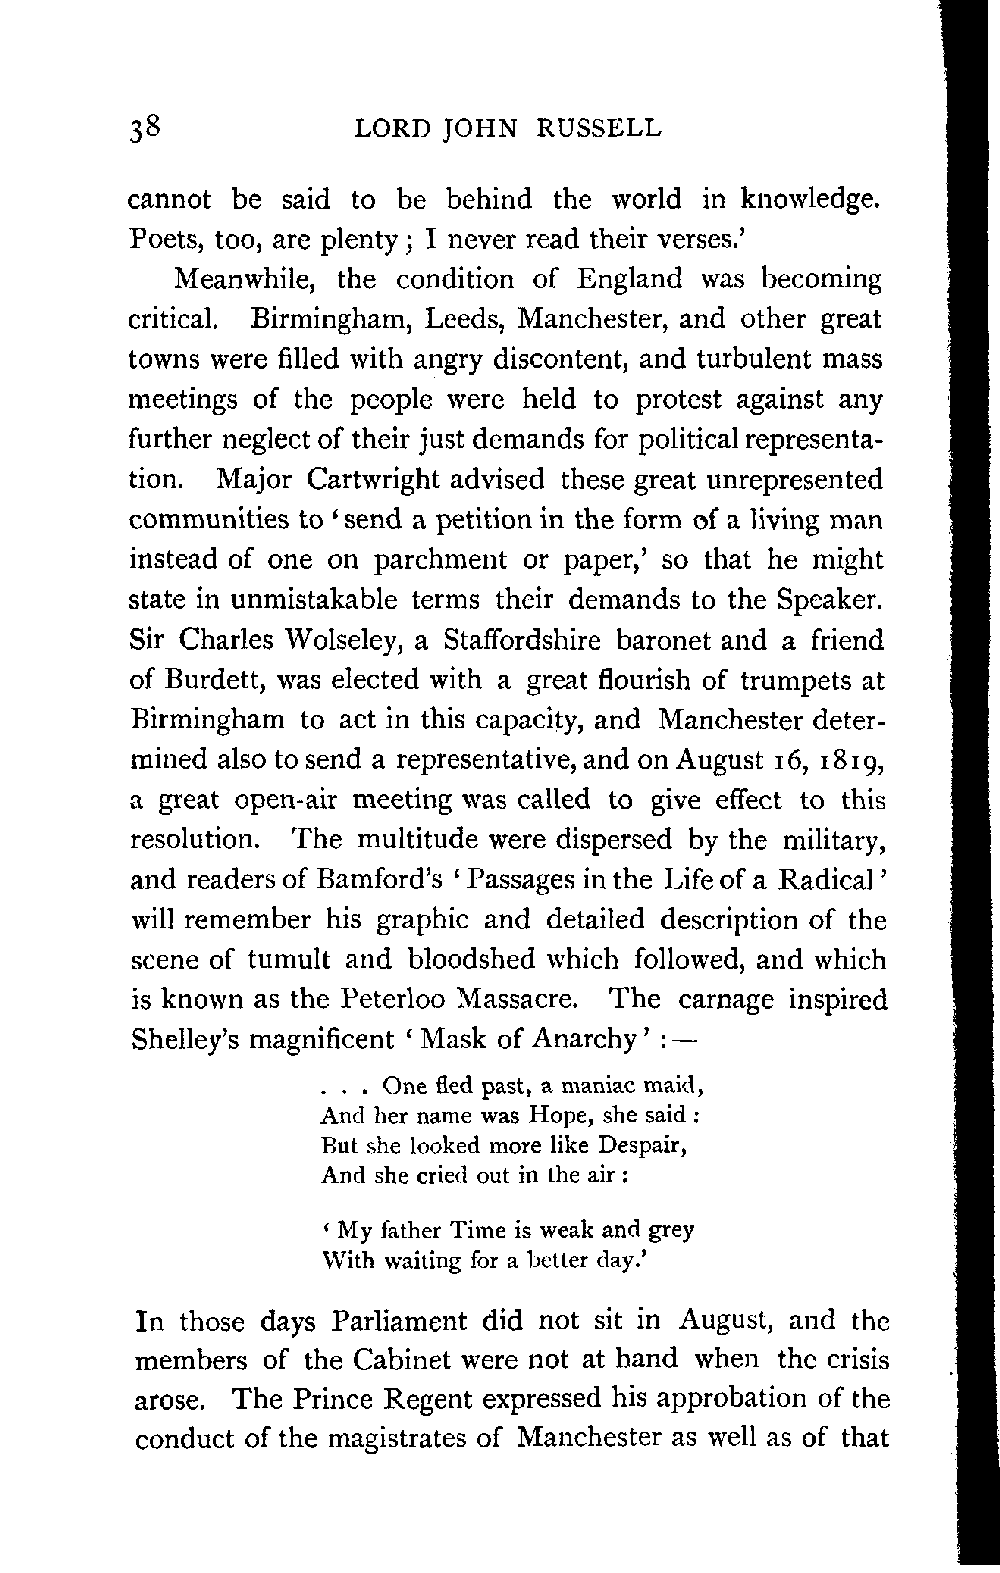 38 LORD JOHN RUSSELL
cannot be said to be behind the world in knowledge.
Poets, too, are plenty; I never read their verses.’
Meanwhile, the condition of England was becoming
critical. Birmingham, Leeds, Manchester, and other great
towns were filled with angry discontent, and turbulent mass
meetings of the people were held to protest against any
further neglect of their just demands for political representa-
tion. Major Cartwright advised these great unrepresented
communities to ‘send a petition in the form of a living man
instead of one on parchment or paper,’ so that he might
state in unmistakable terms their demands to the Speaker.
Sir Charles Wolseley, a Staffordshire baronet and a friend
of Burdett, was elected with a great flourish of trumpets at
Birmingham to act in this capacity, and Manchester deter-
mined also to send a representative, and on August 16, 1819,
a great open-air meeting was called to give effect to this
resolution. The multitude were dispersed by the military,
and readers of Bamford’s ‘Passages in the Life of a Radical’
will remember his graphic and detailed description of the
scene of tumult and bloodshed which followed, and which
is known as the Peterloo Massacre. The carnage inspired
Shelley’s magnificent ‘Mask of Anarchy’ :—
. . . One fled past, a maniac maid,
And her name was Hope, she said :
But she looked more like Despair,
And she cried out in the air :
‘My father Time is weak and grey
With waiting for a better day.’
In those days Parliament did not sit in August, and the
members of the Cabinet were not at hand when the crisis
arose. The Prince Regent expressed his approbation of the
conduct of the magistrates of Manchester as well as of that